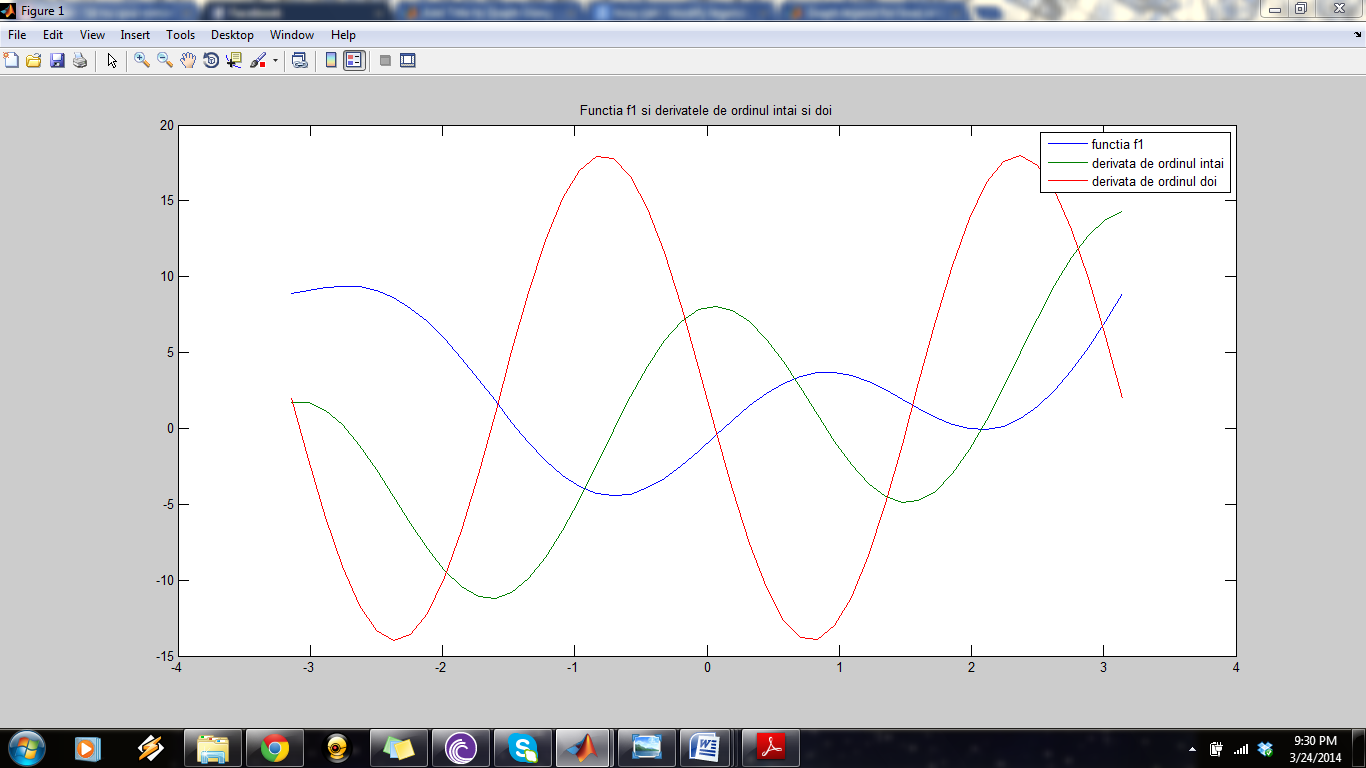 Figure 1
File Edit View Insert Tools Desktop Window Help
Functia f1 si derivatele de ordinul intai si doi
functia f1
derivata de ordinul intai
derivata de ordinul doi
20
15
10
5
0
-5
-10
-15
-4 -3 -2 -1 0 1 2 3 4
9:30 PM
3/24/2014